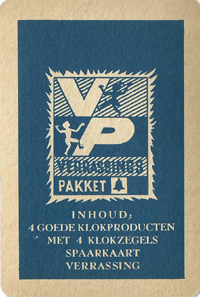 VP
VERRASSINGS
PAKKET
INHOUD:
4 GOEDE KLOKPRODUCTEN
MET 4 KLOKZEGELS
SPAARKAART
VERRASSING